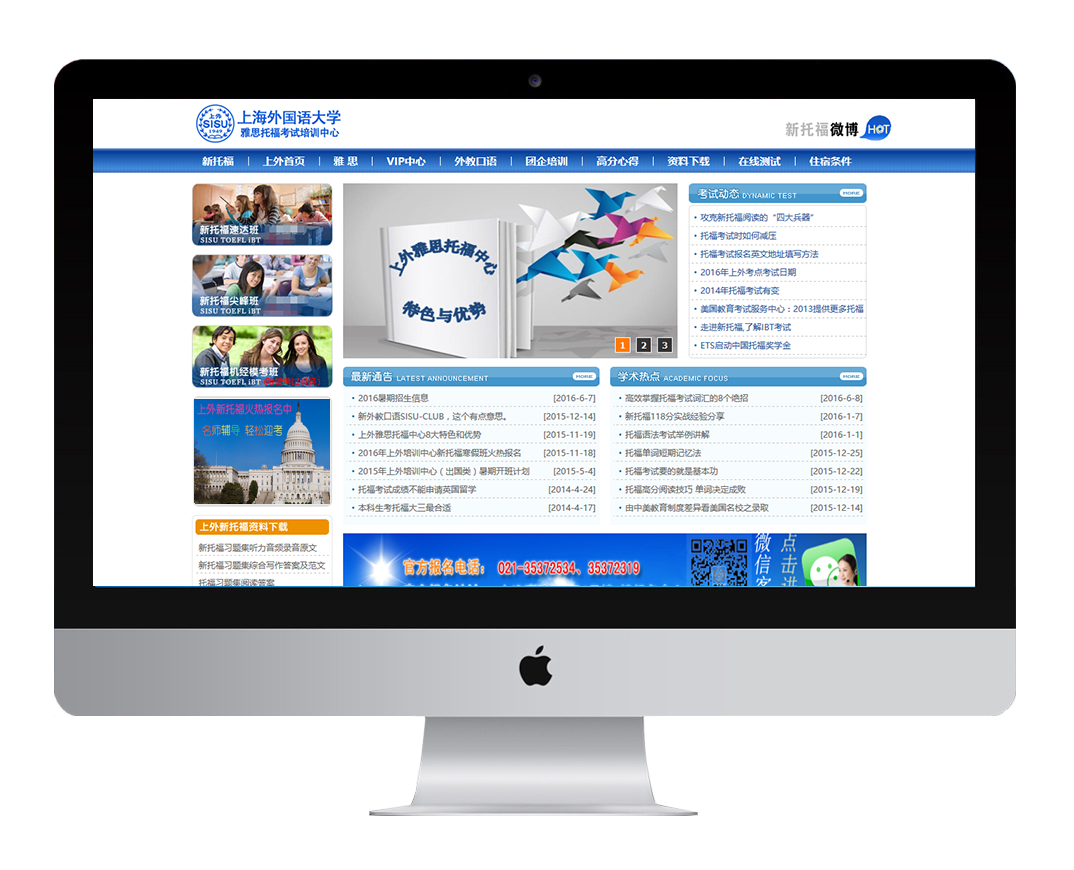 上外
SISU
1949
上海外国语大学
雅思托福考试培训中心
新托福微博 HOT
新托福 | 上外首页 | 雅 思 | VIP中心 | 外教口语 | 团企培训 | 高分心得 | 资料下载 | 在线测试 | 住宿条件
新托福速达班
SISU TOEFL iBT
新托福尖峰班
SISU TOEFL iBT
新托福机经模考班
SISU TOEFL iBT
上外新托福火热报名中
名师辅导 轻松迎考
上外新托福资料下载
新托福习题集听力音频录音原文
新托福习题集综合写作答案及范文
托福习题集阅读答案
上外雅思托福中心
特色与优势
1 2 3
考试动态 DYNAMIC TEST MORE
· 攻克新托福阅读的“四大兵器”
· 托福考试时如何减压
· 托福考试报名英文地址填写方法
· 2016年上外考点考试日期
· 2014年托福考试有变
· 美国教育考试服务中心：2013提供更多托福
· 走进新托福,了解IBT考试
· ETS启动中国托福奖学金
最新通告 LATEST ANNOUNCEMENT MORE
· 2016暑期招生信息 [2016-6-7]
· 新外教口语SISU-CLUB，这个有点意思。 [2015-12-14]
· 上外雅思托福中心8大特色和优势 [2015-11-19]
· 2016年上外培训中心新托福寒假班火热报名 [2015-11-18]
· 2015年上外培训中心（出国类）暑期开班计划 [2015-5-4]
· 托福考试成绩不能申请英国留学 [2014-4-24]
· 本科生考托福大三最合适 [2014-4-17]
学术热点 ACADEMIC FOCUS MORE
· 高效掌握托福考试词汇的8个绝招 [2016-6-8]
· 新托福118分实战经验分享 [2016-1-7]
· 托福语法考试举例讲解 [2016-1-1]
· 托福单词短期记忆法 [2015-12-25]
· 托福考试要的就是基本功 [2015-12-22]
· 托福高分阅读技巧 单词决定成败 [2015-12-19]
· 由中美教育制度差异看美国名校之录取 [2015-12-14]
官方报名电话： 021-35372534、35372319
微信客
点击进